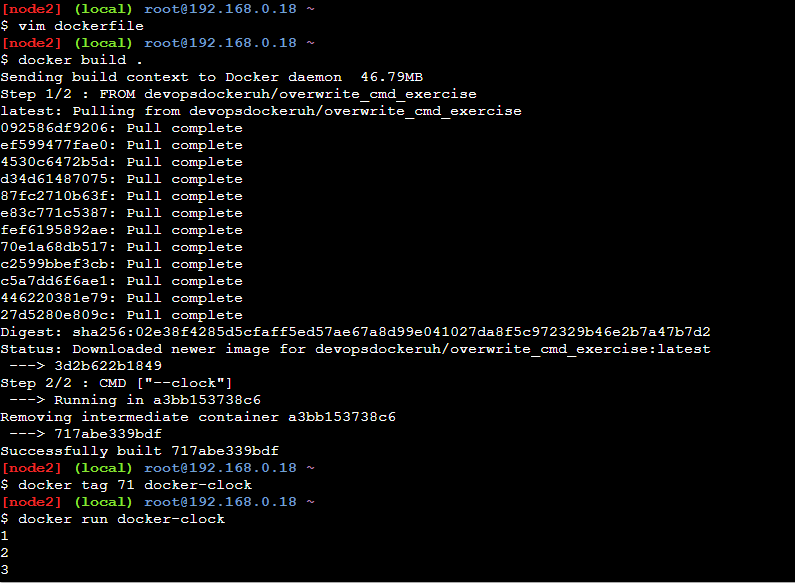 [node2] (local) root@192.168.0.18 ~
$ vim dockerfile
[node2] (local) root@192.168.0.18 ~
$ docker build .
Sending build context to Docker daemon  46.79MB
Step 1/2 : FROM devopsdockeruh/overwrite_cmd_exercise
latest: Pulling from devopsdockeruh/overwrite_cmd_exercise
092586df9206: Pull complete
ef599477fae0: Pull complete
4530c6472b5d: Pull complete
d34d61487075: Pull complete
87fc2710b63f: Pull complete
e83c771c5387: Pull complete
fef6195892ae: Pull complete
70e1a68db517: Pull complete
c2599bbef3cb: Pull complete
c5a7dd6f6ae1: Pull complete
446220381e79: Pull complete
27d5280e809c: Pull complete
Digest: sha256:02e38f4285d5cfaff5ed57ae67a8d99e041027da8f5c972329b46e2b7a47b7d2
Status: Downloaded newer image for devopsdockeruh/overwrite_cmd_exercise:latest
 ---> 3d2b622b1849
Step 2/2 : CMD ["--clock"]
 ---> Running in a3bb153738c6
Removing intermediate container a3bb153738c6
 ---> 717abe339bdf
Successfully built 717abe339bdf
[node2] (local) root@192.168.0.18 ~
$ docker tag 71 docker-clock
[node2] (local) root@192.168.0.18 ~
$ docker run docker-clock
1
2
3